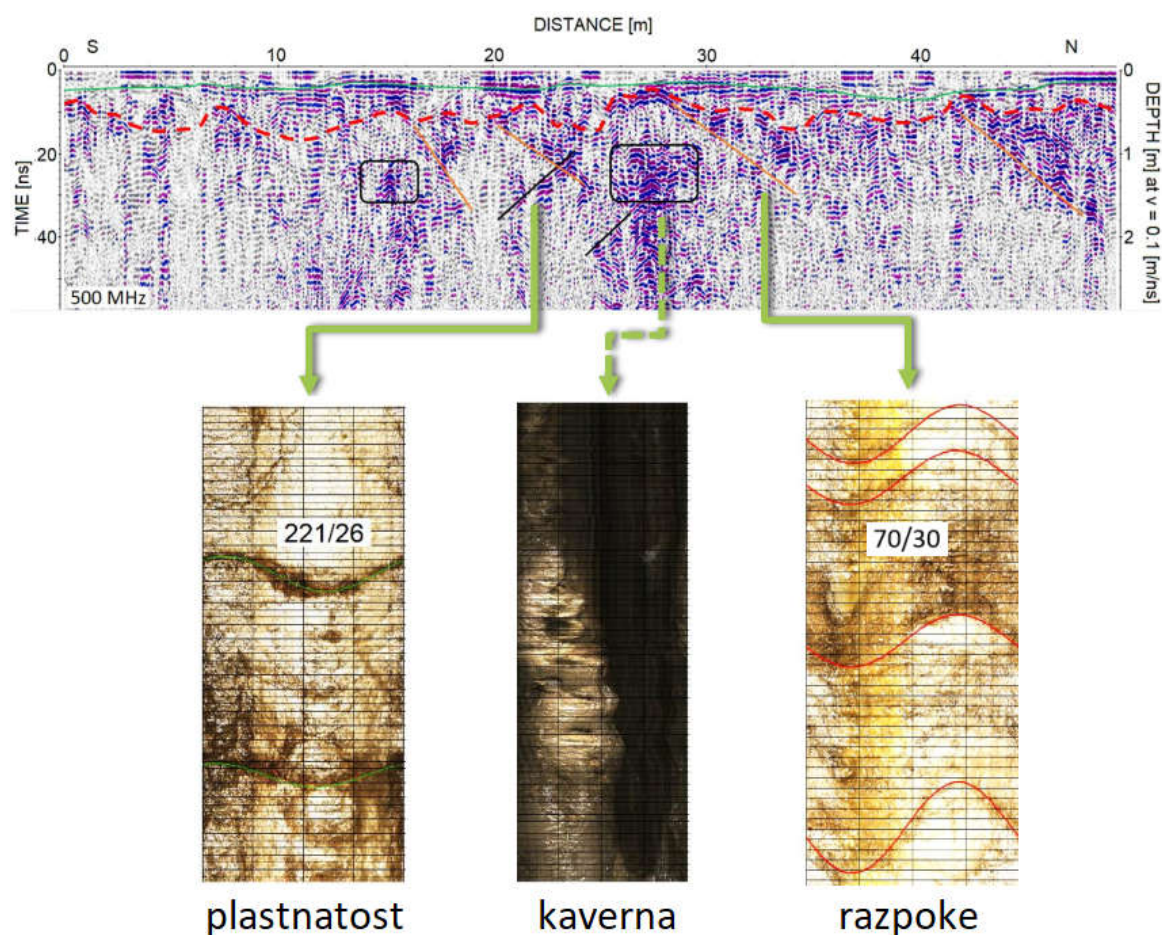 DISTANCE [m]
0 S 10 20 30 40 N
0
20
40
TIME [ns]
0
1
2
DEPTH [m] at v = 0.1 [m/ns]
500 MHz
221/26
70/30
plastnatost kaverna razpoke